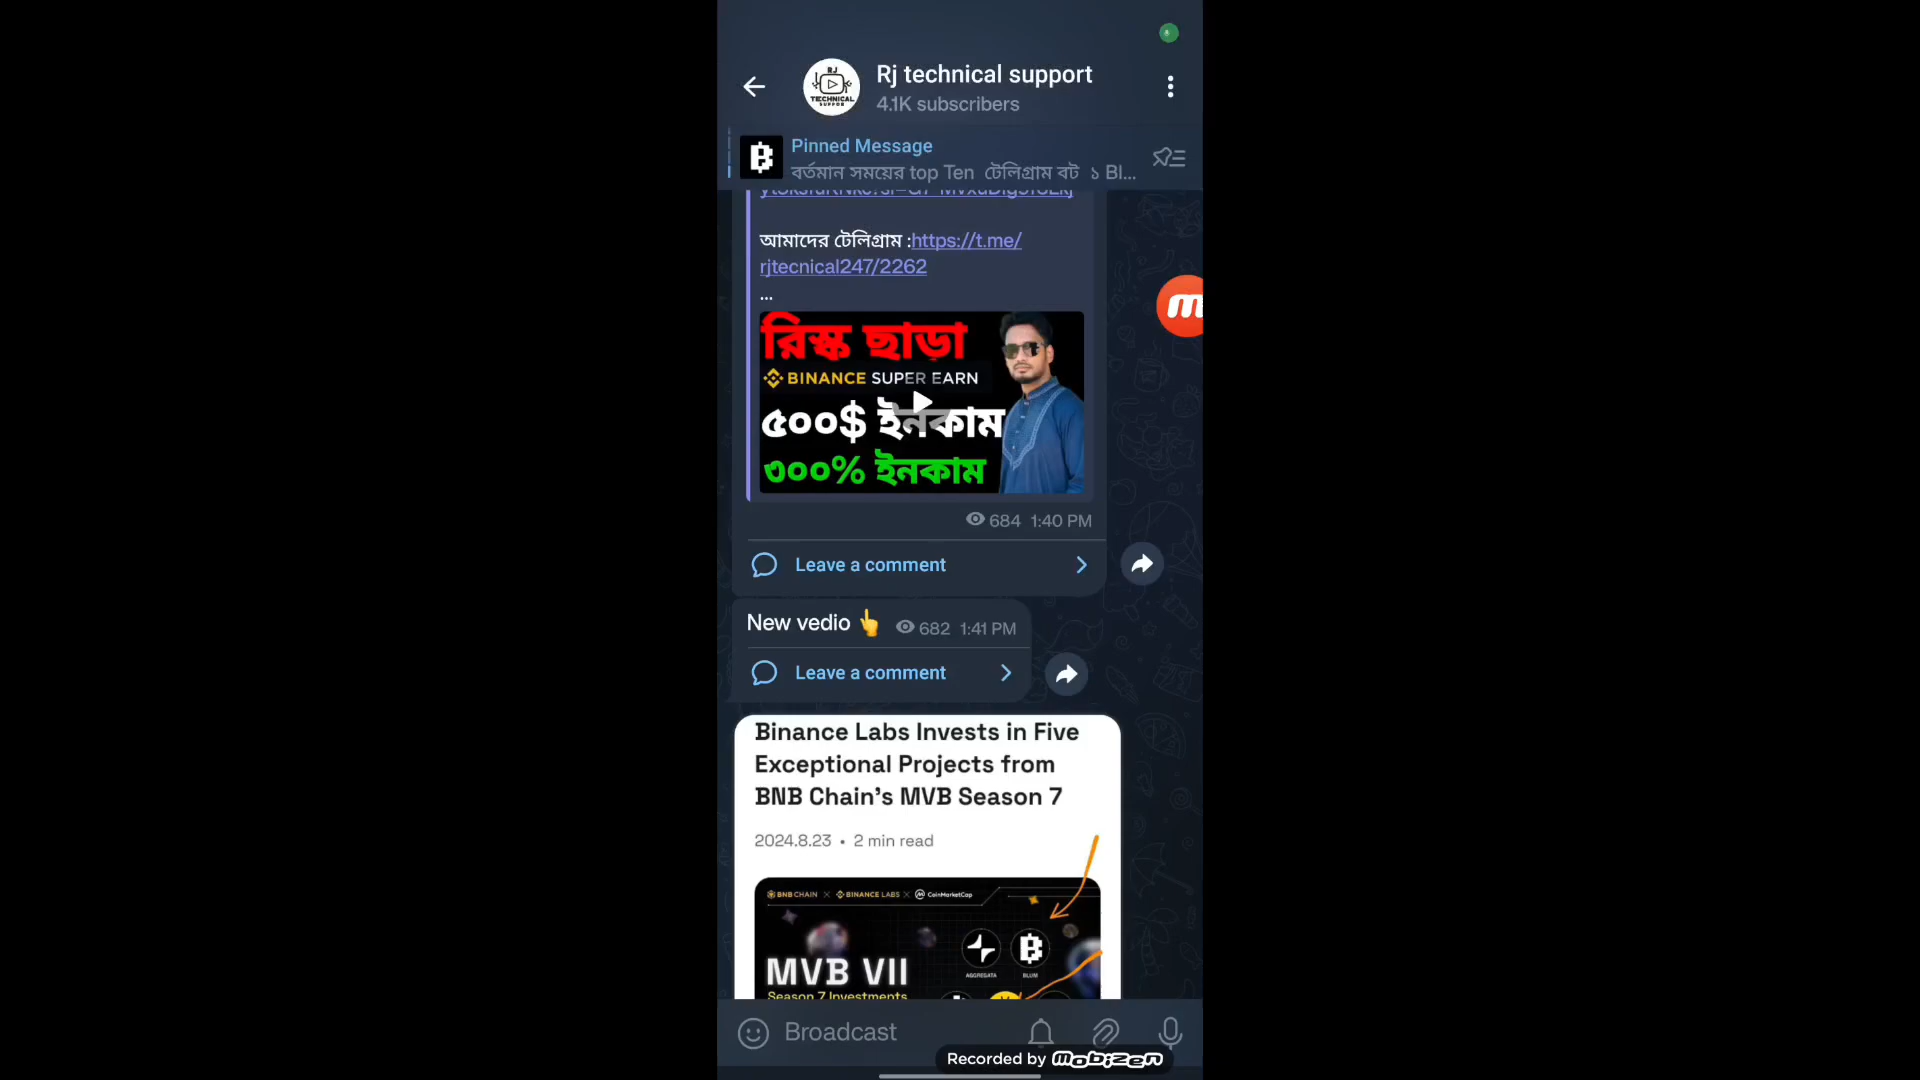 Rj technical support
4.1K subscribers
Pinned Message
বর্তমান সময়ের top Ten টেলিগ্রাম বট ১ Bl...
আমাদের টেলিগ্রাম :https://t.me/
rjtecnical247/2262
...
রিস্ক ছাড়া
BINANCE SUPER EARN
৫০০$ ইনকাম
৩০০% ইনকাম
684 1:40 PM
Leave a comment
New vedio 👆 682 1:41 PM
Leave a comment
Binance Labs Invests in Five
Exceptional Projects from
BNB Chain's MVB Season 7
2024.8.23 • 2 min read
BNB CHAIN × BINANCE LABS × CoinMarketCap
AGGREGATA BLUM
MVB VII
Season 7 Investments
Broadcast
Recorded by mobizen